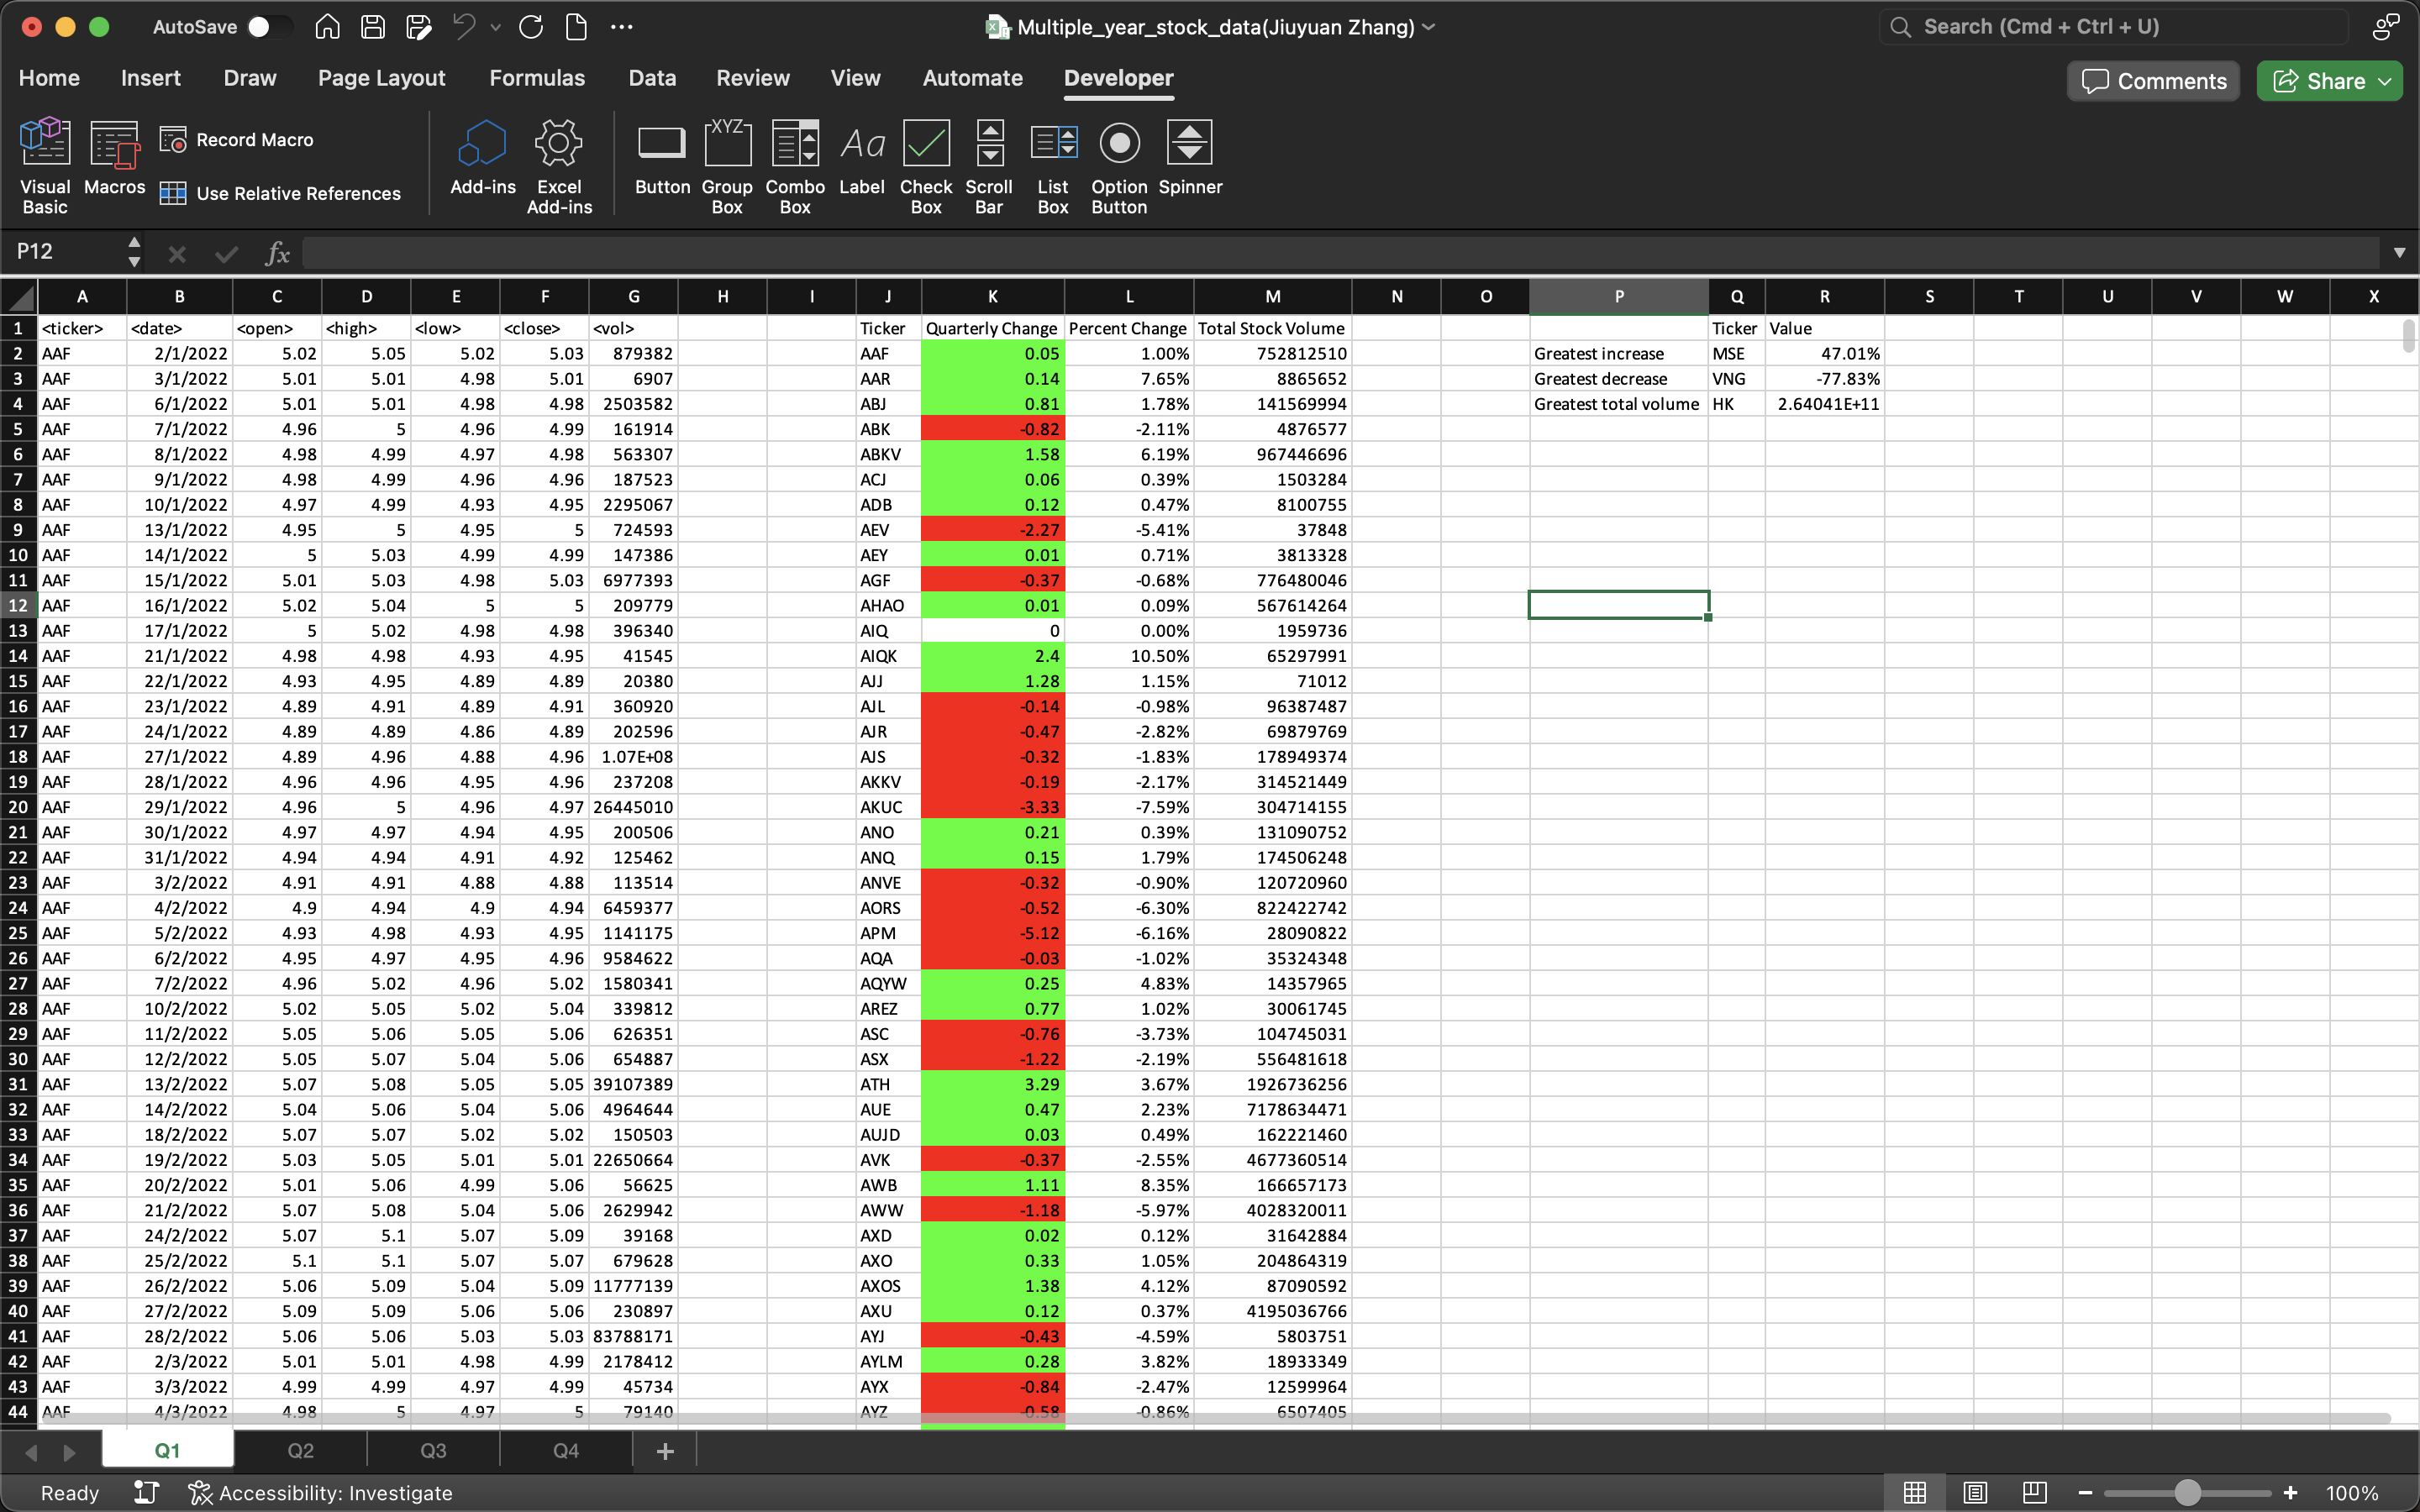 AutoSave
Multiple_year_stock_data(Jiuyuan Zhang)
Search (Cmd + Ctrl + U)
Home Insert Draw Page Layout Formulas Data Review View Automate Developer
Comments Share
Visual Basic
Macros
Record Macro
Use Relative References
Add-ins
Excel Add-ins
Button
XYZ
Group Box
Combo Box
Aa
Label
Check Box
Scroll Bar
List Box
Option Button
Spinner
P12 fx
A B C D E F G H I J K L M N O P Q R S T U V W X
1 <ticker> <date> <open> <high> <low> <close> <vol> Ticker Quarterly Change Percent Change Total Stock Volume Ticker Value
2 AAF 2/1/2022 5.02 5.05 5.02 5.03 879382 AAF 0.05 1.00% 752812510 Greatest increase MSE 47.01%
3 AAF 3/1/2022 5.01 5.01 4.98 5.01 6907 AAR 0.14 7.65% 8865652 Greatest decrease VNG -77.83%
4 AAF 6/1/2022 5.01 5.01 4.98 4.98 2503582 ABJ 0.81 1.78% 141569994 Greatest total volume HK 2.64041E+11
5 AAF 7/1/2022 4.96 5 4.96 4.99 161914 ABK -0.82 -2.11% 4876577
6 AAF 8/1/2022 4.98 4.99 4.97 4.98 563307 ABKV 1.58 6.19% 967446696
7 AAF 9/1/2022 4.98 4.99 4.96 4.96 187523 ACJ 0.06 0.39% 1503284
8 AAF 10/1/2022 4.97 4.99 4.93 4.95 2295067 ADB 0.12 0.47% 8100755
9 AAF 13/1/2022 4.95 5 4.95 5 724593 AEV -2.27 -5.41% 37848
10 AAF 14/1/2022 5 5.03 4.99 4.99 147386 AEY 0.01 0.71% 3813328
11 AAF 15/1/2022 5.01 5.03 4.98 5.03 6977393 AGF -0.37 -0.68% 776480046
12 AAF 16/1/2022 5.02 5.04 5 5 209779 AHAO 0.01 0.09% 567614264
13 AAF 17/1/2022 5 5.02 4.98 4.98 396340 AIQ 0 0.00% 1959736
14 AAF 21/1/2022 4.98 4.98 4.93 4.95 41545 AIQK 2.4 10.50% 65297991
15 AAF 22/1/2022 4.93 4.95 4.89 4.89 20380 AJJ 1.28 1.15% 71012
16 AAF 23/1/2022 4.89 4.91 4.89 4.91 360920 AJL -0.14 -0.98% 96387487
17 AAF 24/1/2022 4.89 4.89 4.86 4.89 202596 AJR -0.47 -2.82% 69879769
18 AAF 27/1/2022 4.89 4.96 4.88 4.96 1.07E+08 AJS -0.32 -1.83% 178949374
19 AAF 28/1/2022 4.96 4.96 4.95 4.96 237208 AKKV -0.19 -2.17% 314521449
20 AAF 29/1/2022 4.96 5 4.96 4.97 26445010 AKUC -3.33 -7.59% 304714155
21 AAF 30/1/2022 4.97 4.97 4.94 4.95 200506 ANO 0.21 0.39% 131090752
22 AAF 31/1/2022 4.94 4.94 4.91 4.92 125462 ANQ 0.15 1.79% 174506248
23 AAF 3/2/2022 4.91 4.91 4.88 4.88 113514 ANVE -0.32 -0.90% 120720960
24 AAF 4/2/2022 4.9 4.94 4.9 4.94 6459377 AORS -0.52 -6.30% 822422742
25 AAF 5/2/2022 4.93 4.98 4.93 4.95 1141175 APM -5.12 -6.16% 28090822
26 AAF 6/2/2022 4.95 4.97 4.95 4.96 9584622 AQA -0.03 -1.02% 35324348
27 AAF 7/2/2022 4.96 5.02 4.96 5.02 1580341 AQYW 0.25 4.83% 14357965
28 AAF 10/2/2022 5.02 5.05 5.02 5.04 339812 AREZ 0.77 1.02% 30061745
29 AAF 11/2/2022 5.05 5.06 5.05 5.06 626351 ASC -0.76 -3.73% 104745031
30 AAF 12/2/2022 5.05 5.07 5.04 5.06 654887 ASX -1.22 -2.19% 556481618
31 AAF 13/2/2022 5.07 5.08 5.05 5.05 39107389 ATH 3.29 3.67% 1926736256
32 AAF 14/2/2022 5.04 5.06 5.04 5.06 4964644 AUE 0.47 2.23% 7178634471
33 AAF 18/2/2022 5.07 5.07 5.02 5.02 150503 AUJD 0.03 0.49% 162221460
34 AAF 19/2/2022 5.03 5.05 5.01 5.01 22650664 AVK -0.37 -2.55% 4677360514
35 AAF 20/2/2022 5.01 5.06 4.99 5.06 56625 AWB 1.11 8.35% 166657173
36 AAF 21/2/2022 5.07 5.08 5.04 5.06 2629942 AWW -1.18 -5.97% 4028320011
37 AAF 24/2/2022 5.07 5.1 5.07 5.09 39168 AXD 0.02 0.12% 31642884
38 AAF 25/2/2022 5.1 5.1 5.07 5.07 679628 AXO 0.33 1.05% 204864319
39 AAF 26/2/2022 5.06 5.09 5.04 5.09 11777139 AXOS 1.38 4.12% 87090592
40 AAF 27/2/2022 5.09 5.09 5.06 5.06 230897 AXU 0.12 0.37% 4195036766
41 AAF 28/2/2022 5.06 5.06 5.03 5.03 83788171 AYJ -0.43 -4.59% 5803751
42 AAF 2/3/2022 5.01 5.01 4.98 4.99 2178412 AYLM 0.28 3.82% 18933349
43 AAF 3/3/2022 4.99 4.99 4.97 4.99 45734 AYX -0.84 -2.47% 12599964
44 AAF 4/3/2022 4.98 5 4.97 5 79140 AYZ -0.58 -0.86% 6507405
Q1 Q2 Q3 Q4 +
Ready Accessibility: Investigate 100%